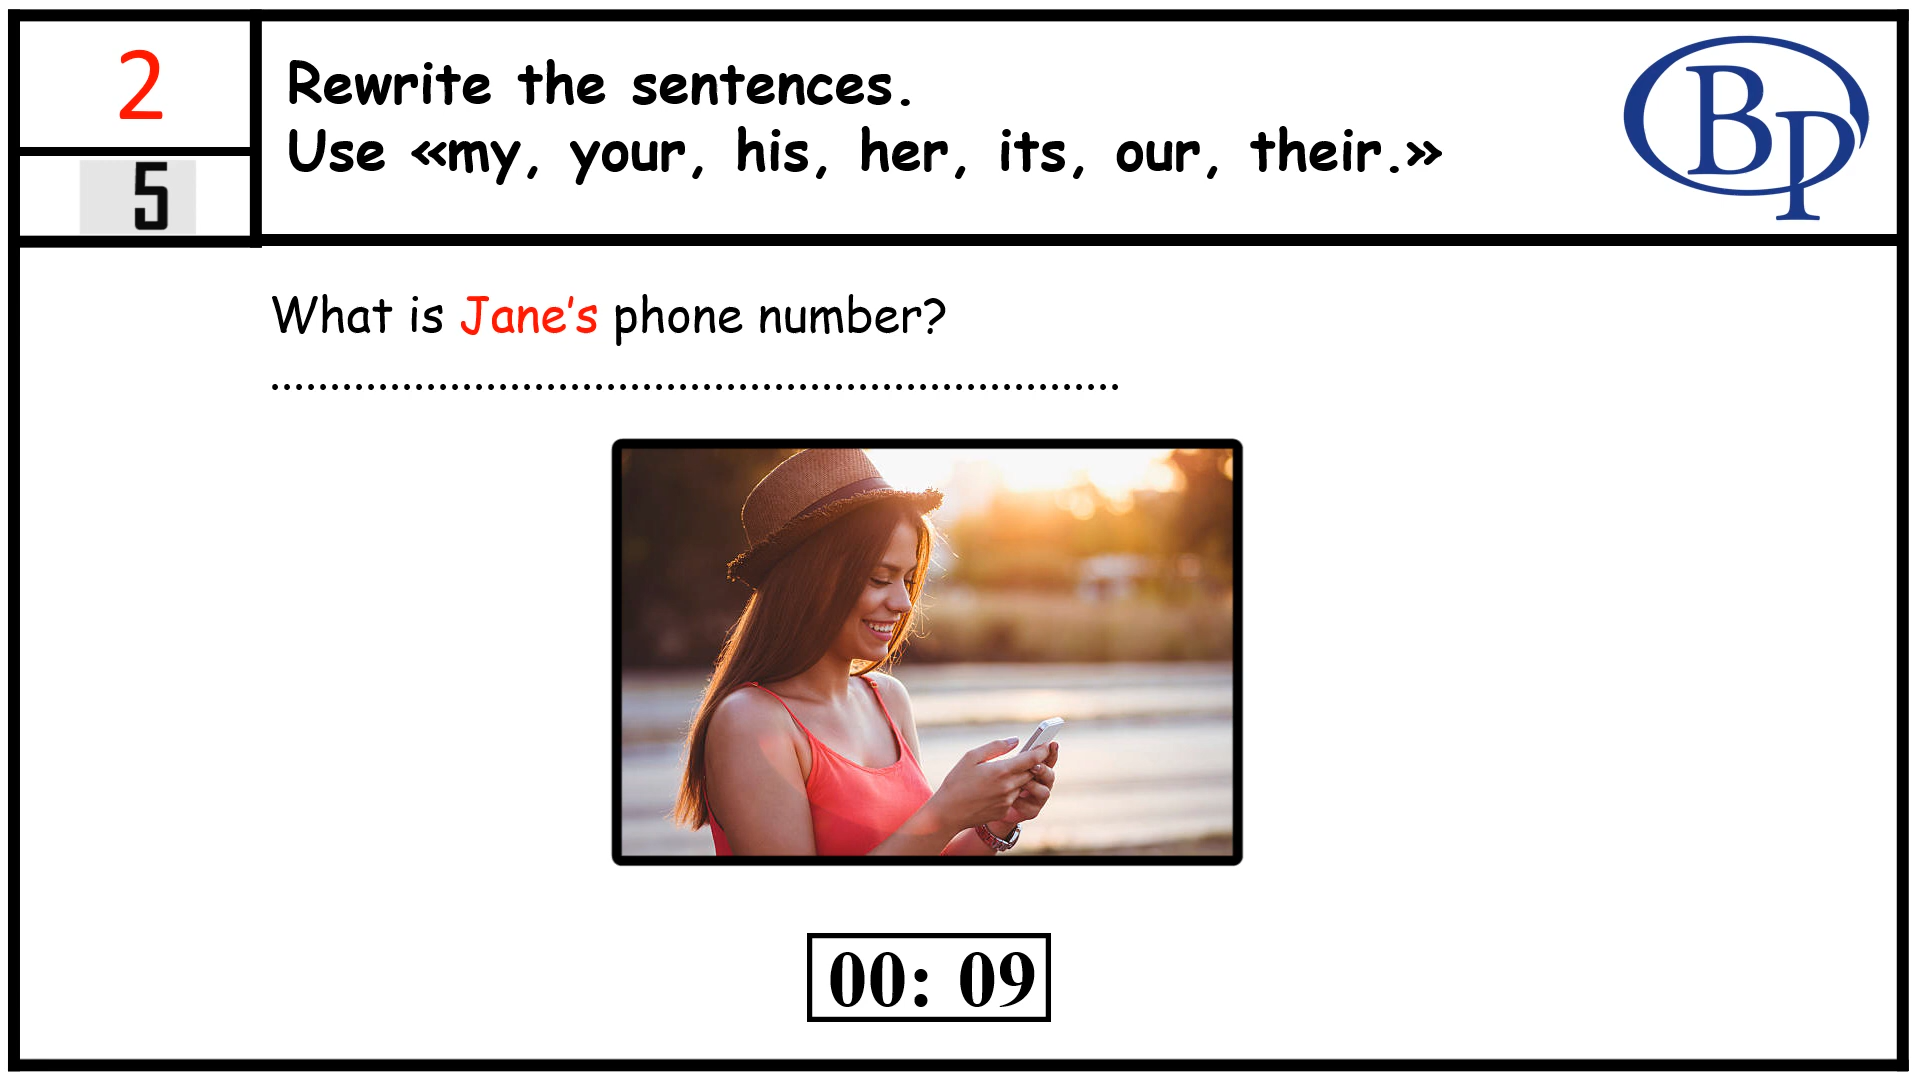 2
5
Rewrite the sentences.
Use «my, your, his, her, its, our, their.»
BP
What is Jane's phone number?
......................................................................
00: 09